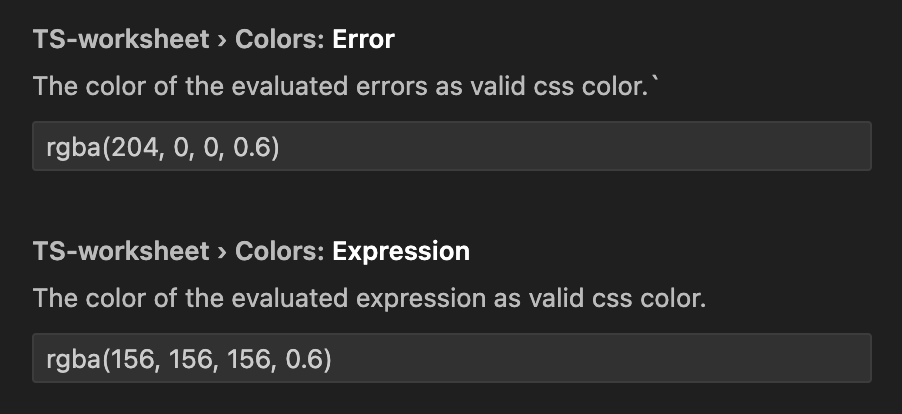 TS-worksheet › Colors: Error
The color of the evaluated errors as valid css color.`
rgba(204, 0, 0, 0.6)
TS-worksheet › Colors: Expression
The color of the evaluated expression as valid css color.
rgba(156, 156, 156, 0.6)